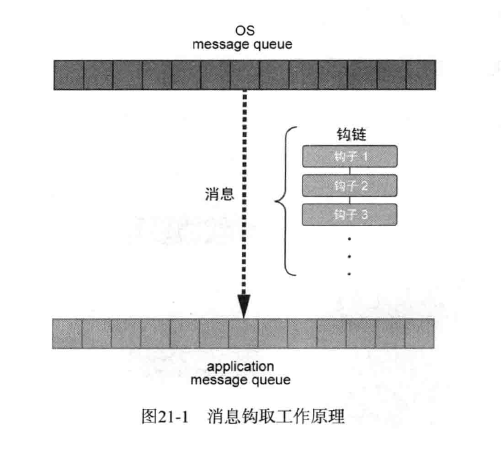 OS
message queue
钩链
钩子 1
钩子 2
钩子 3
消息
application
message queue
图21-1 消息钩取工作原理